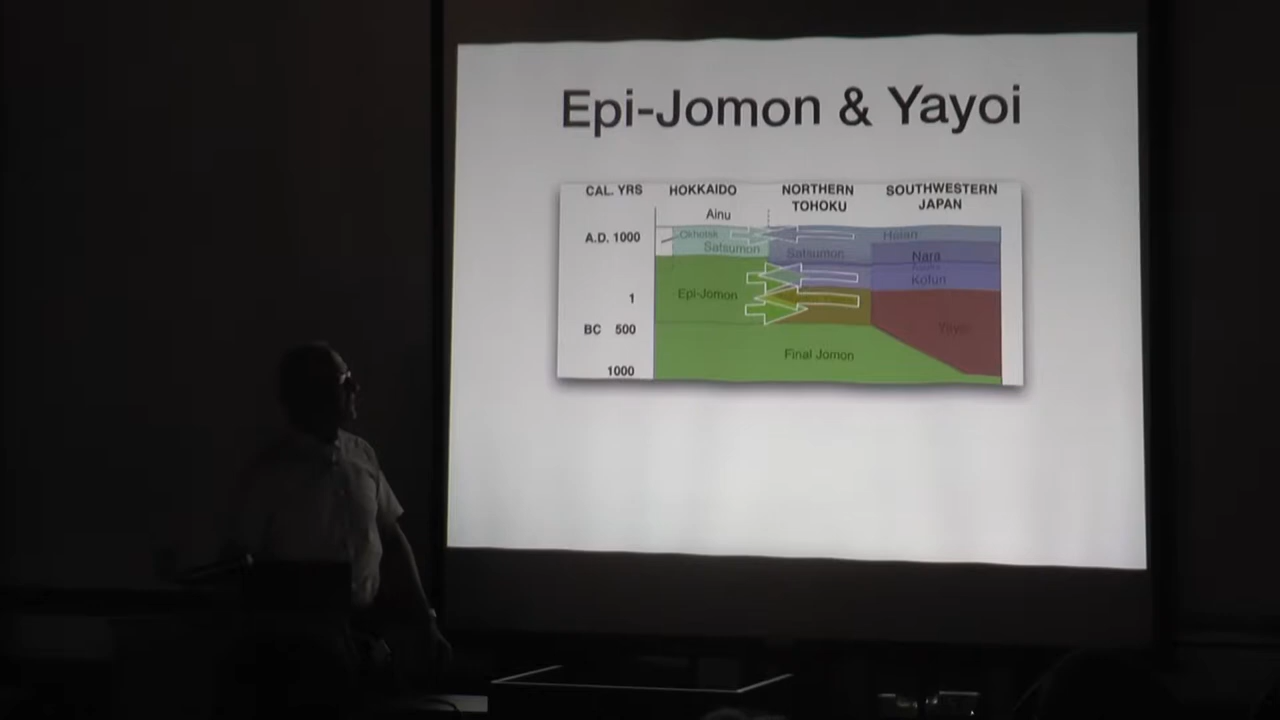 Epi-Jomon & Yayoi
CAL. YRS
HOKKAIDO
NORTHERN
TOHOKU
SOUTHWESTERN
JAPAN
Ainu
A.D. 1000
Okhotsk
Heian
Satsumon
Satsumon
Nara
Asuka
Kofun
Epi-Jomon
1
BC 500
Yayoi
Final Jomon
1000